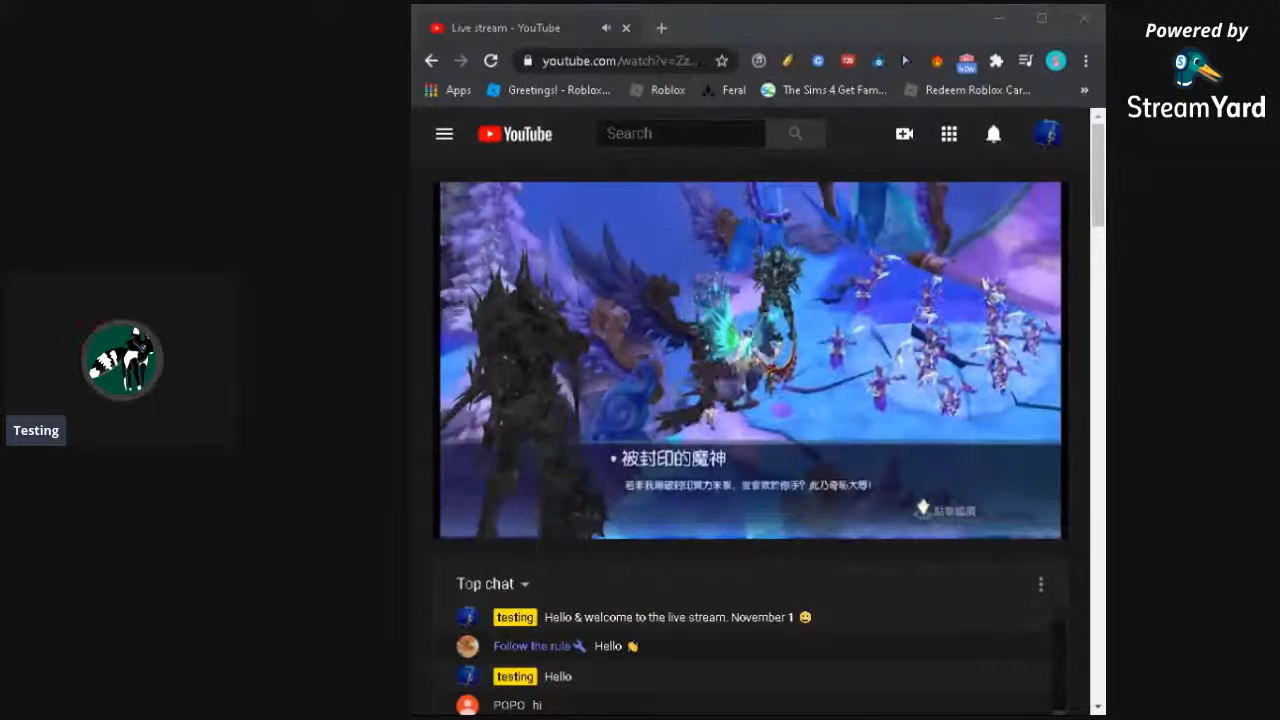 Live stream - YouTube
Powered by
StreamYard
youtube.com/watch?v=Zz...
Apps
Greetings! - Roblox...
Roblox
Feral
The Sims 4 Get Fam...
Redeem Roblox Car...
»
YouTube
Search
• 被封印的魔神
Testing
Top chat
testing Hello & welcome to the live stream. November 1 😀
Follow the rule Hello 👋
testing Hello
POPO hi